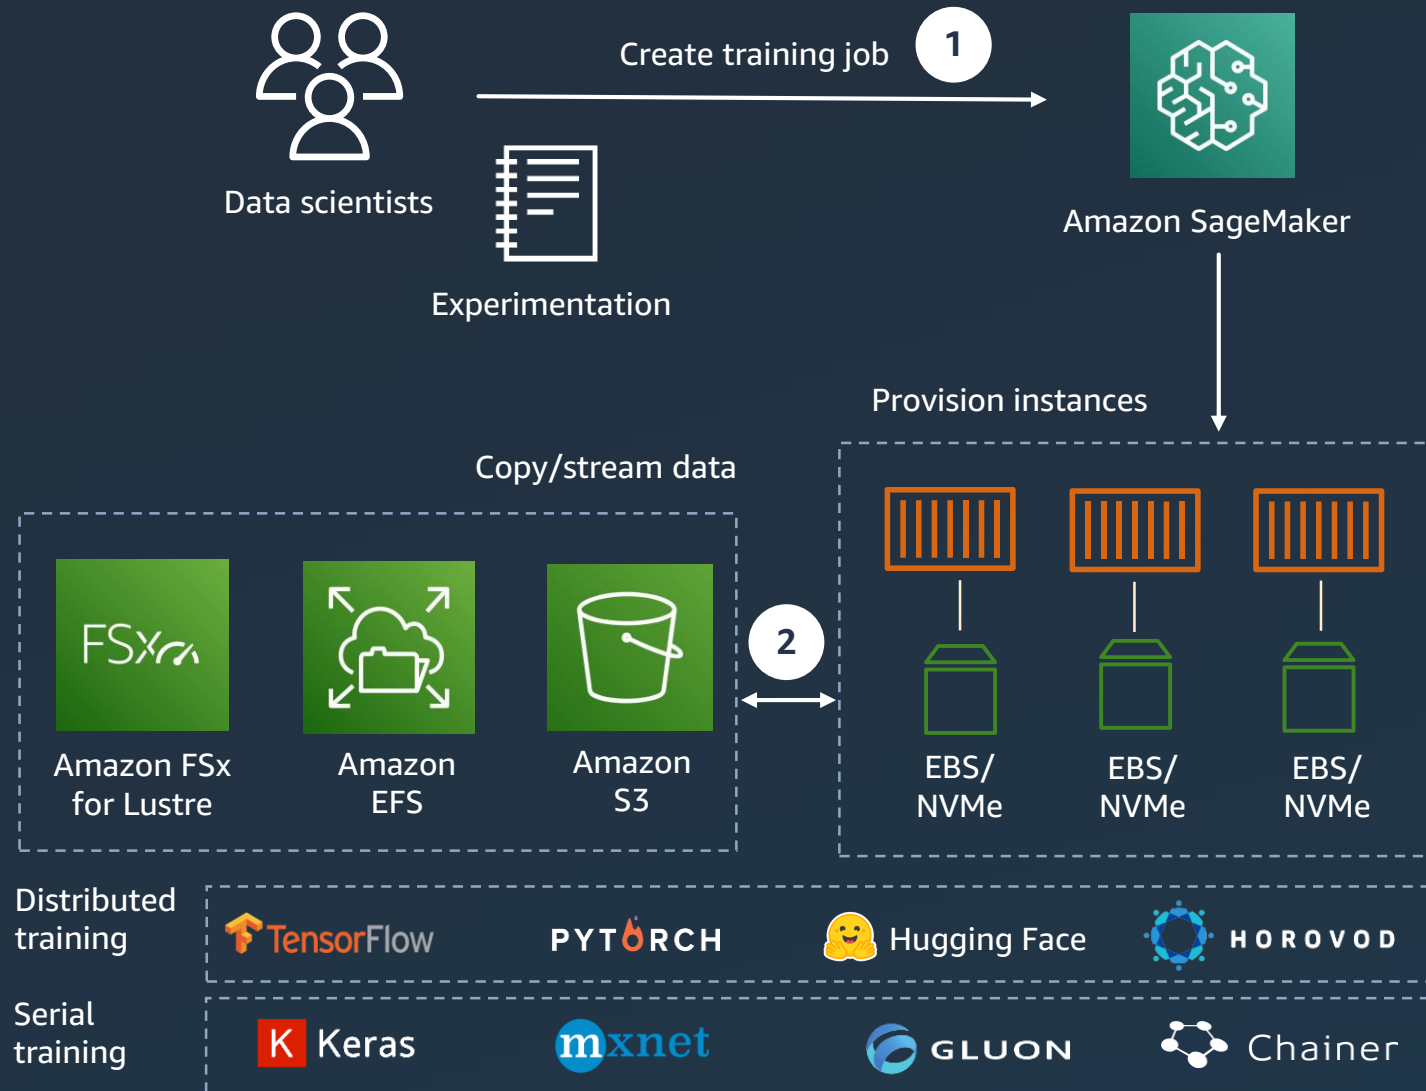 Create training job
1
Data scientists
Experimentation
Amazon SageMaker
Provision instances
Copy/stream data
FSx
2
Amazon FSx
for Lustre
Amazon
EFS
Amazon
S3
EBS/
NVMe
EBS/
NVMe
EBS/
NVMe
Distributed
training
TensorFlow
PYTORCH
Hugging Face
HOROVOD
Serial
training
K Keras
mxnet
GLUON
Chainer